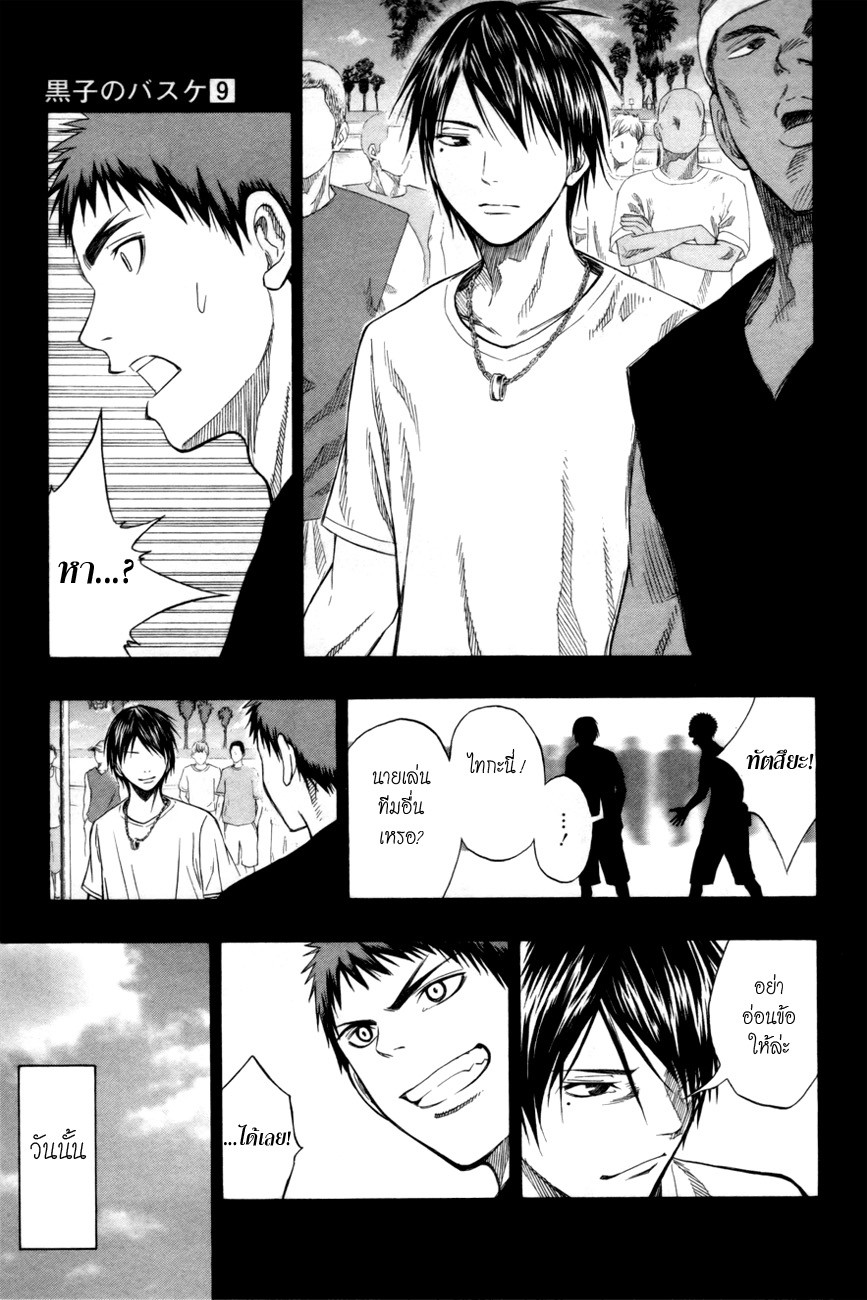 黒子のバスケ 9
หา...?
ทัตสึยะ!
ไทกะนี่!
...!
นายเล่น
ทีมอื่น
เหรอ?
อย่า
อ่อนข้อ
ให้ล่ะ
...ได้เลย!
วันนั้น